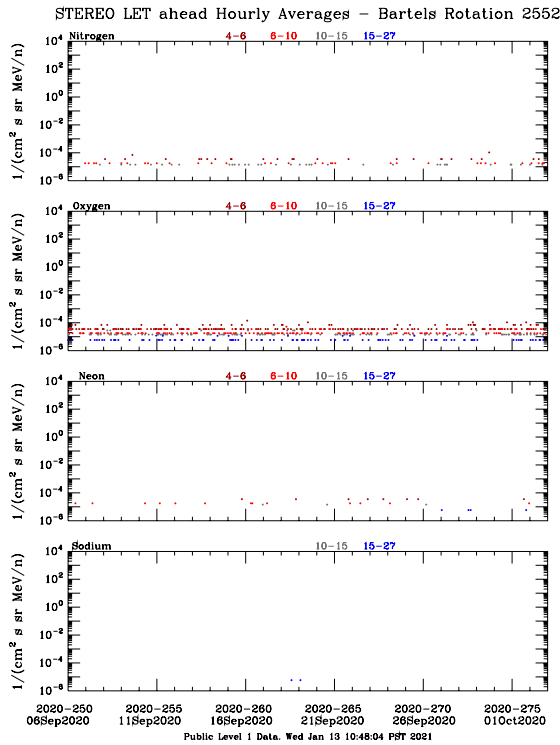 STEREO LET ahead Hourly Averages - Bartels Rotation 2552
Nitrogen 4-6 6-10 10-15 15-27
10^4
10^2
10^0
10^-2
10^-4
10^-6
1/(cm^2 s sr MeV/n)
Oxygen 4-6 6-10 10-15 15-27
10^4
10^2
10^0
10^-2
10^-4
10^-6
1/(cm^2 s sr MeV/n)
Neon 4-6 6-10 10-15 15-27
10^4
10^2
10^0
10^-2
10^-4
10^-6
1/(cm^2 s sr MeV/n)
Sodium 10-15 15-27
10^4
10^2
10^0
10^-2
10^-4
10^-6
1/(cm^2 s sr MeV/n)
2020-250 2020-255 2020-260 2020-265 2020-270 2020-275
06Sep2020 11Sep2020 16Sep2020 21Sep2020 26Sep2020 01Oct2020
Public Level 1 Data, Wed Jan 13 10:48:04 PST 2021